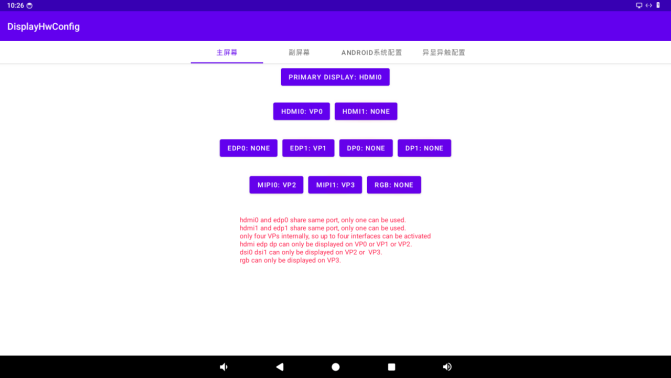 10:26
DisplayHwConfig
主屏幕 副屏幕 ANDROID系统配置 异显异触配置
PRIMARY DISPLAY: HDMI0
HDMI0: VP0 HDMI1: NONE
EDP0: NONE EDP1: VP1 DP0: NONE DP1: NONE
MIPI0: VP2 MIPI1: VP3 RGB: NONE
hdmi0 and edp0 share same port, only one can be used.
hdmi1 and edp1 share same port, only one can be used.
only four VPs internally, so up to four interfaces can be activated
hdmi edp dp can only be displayed on VP0 or VP1 or VP2.
dsi0 dsi1 can only be displayed on VP2 or  VP3.
rgb can only be displayed on VP3.